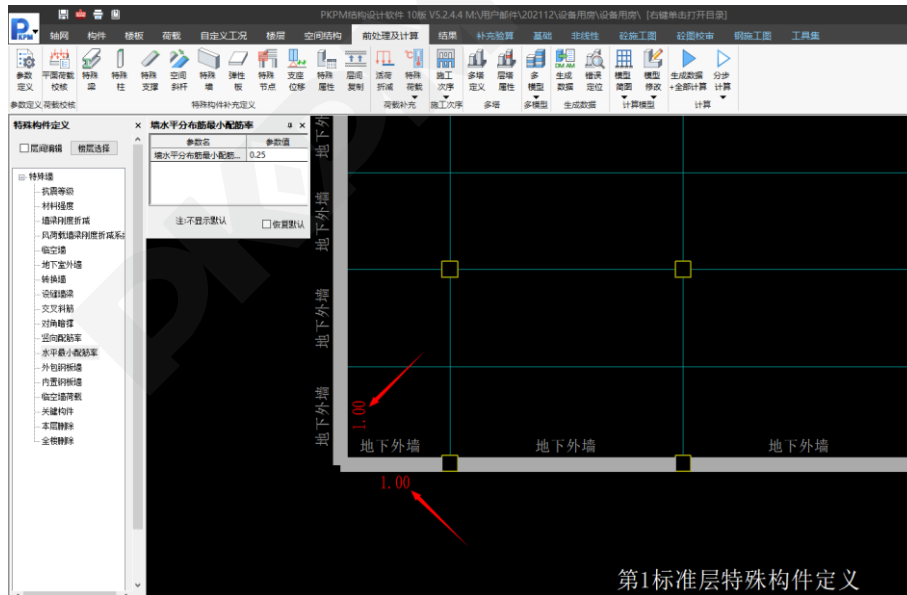 PKPM结构设计软件 10版 V5.2.4.4 M:\用户邮件\202112\设备用房\设备用房\ [右键单击打开目录]
PKPM 轴网 构件 楼板 荷载 自定义工况 楼层 空间结构 前处理及计算 结果 补充验算 基础 非线性 砼施工图 砼图校审 钢施工图 工具集
参数定义 平面荷载校核 特殊梁 特殊柱 特殊支撑 空间斜杆 特殊墙 弹性板 特殊节点 支座位移 特殊属性 层间复制 活荷折减 特殊荷载 施工次序 多塔定义 层塔属性 多模型 生成数据 错误定位 模型简图 模型修改 生成数据+全部计算 分步计算
参数定义 荷载校核 特殊构件补充定义 荷载补充 施工次序 多塔 多模型 生成数据 计算模型 计算
特殊构件定义 ×
层间编辑 楼层选择
特殊墙
抗震等级
材料强度
墙梁刚度折减
风荷载墙梁刚度折减系
临空墙
地下室外墙
转换墙
设缝墙梁
交叉斜筋
对角暗撑
竖向配筋率
水平最小配筋率
外包钢板墙
内置钢板墙
临空墙荷载
关键构件
本层删除
全楼删除
墙水平分布筋最小配筋率 ×
参数名 参数值
墙水平分布筋最小配筋... 0.25
注:不显示默认 恢复默认
地下外墙
地下外墙
地下外墙
地下外墙
1.00
地下外墙 地下外墙 地下外墙
1.00
第1标准层特殊构件定义
PKPM